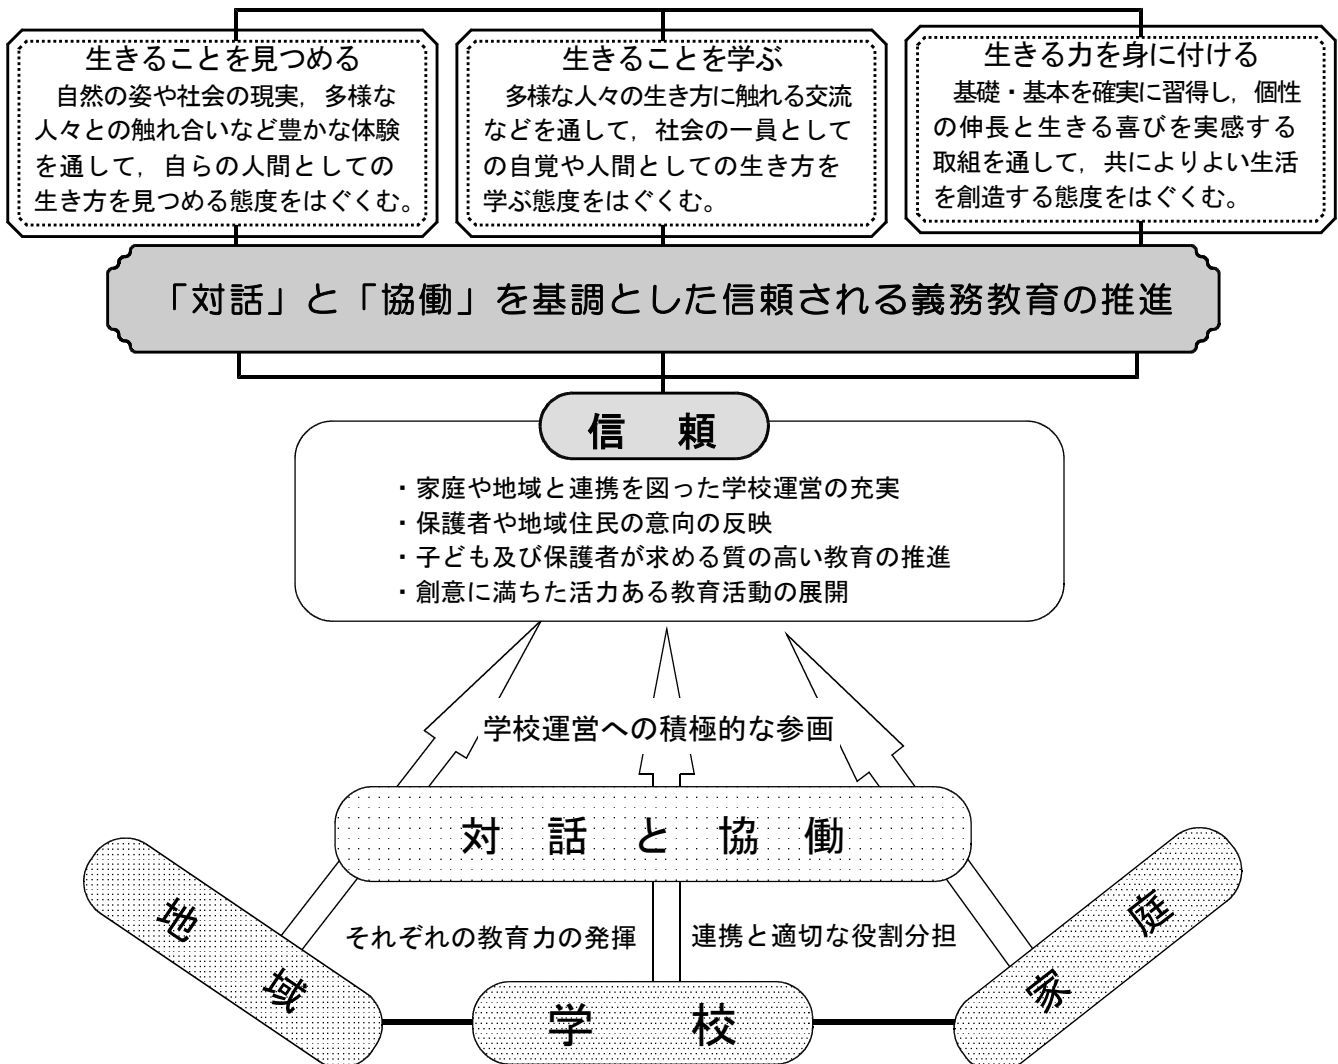 生きることを見つめる
自然の姿や社会の現実，多様な
人々との触れ合いなど豊かな体験
を通して，自らの人間としての
生き方を見つめる態度をはぐくむ。
生きることを学ぶ
多様な人々の生き方に触れる交流
などを通して，社会の一員として
の自覚や人間としての生き方を
学ぶ態度をはぐくむ。
生きる力を身に付ける
基礎・基本を確実に習得し，個性
の伸長と生きる喜びを実感する
取組を通して，共によりよい生活
を創造する態度をはぐくむ。
「対話」と「協働」を基調とした信頼される義務教育の推進
信　頼
・家庭や地域と連携を図った学校運営の充実
・保護者や地域住民の意向の反映
・子ども及び保護者が求める質の高い教育の推進
・創意に満ちた活力ある教育活動の展開
学校運営への積極的な参画
対　話　と　協　働
地　域
それぞれの教育力の発揮
連携と適切な役割分担
家　庭
学　校